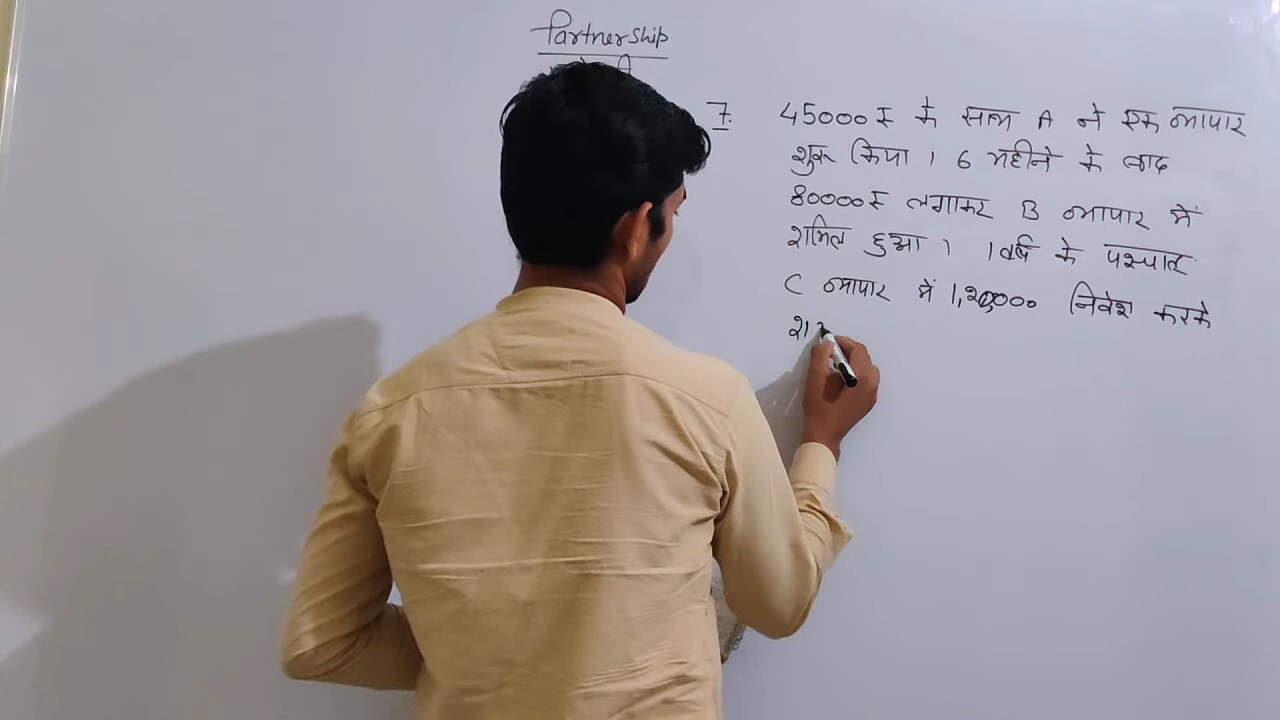 Partnership
7. 45000₹ के साथ A ने एक व्यापार
शुरू किया । 6 महीने के बाद
80000₹ लगाकर B व्यापार में
शामिल हुआ । 1 वर्ष के पश्चात
C व्यापार में 1,20,000 निवेश करके